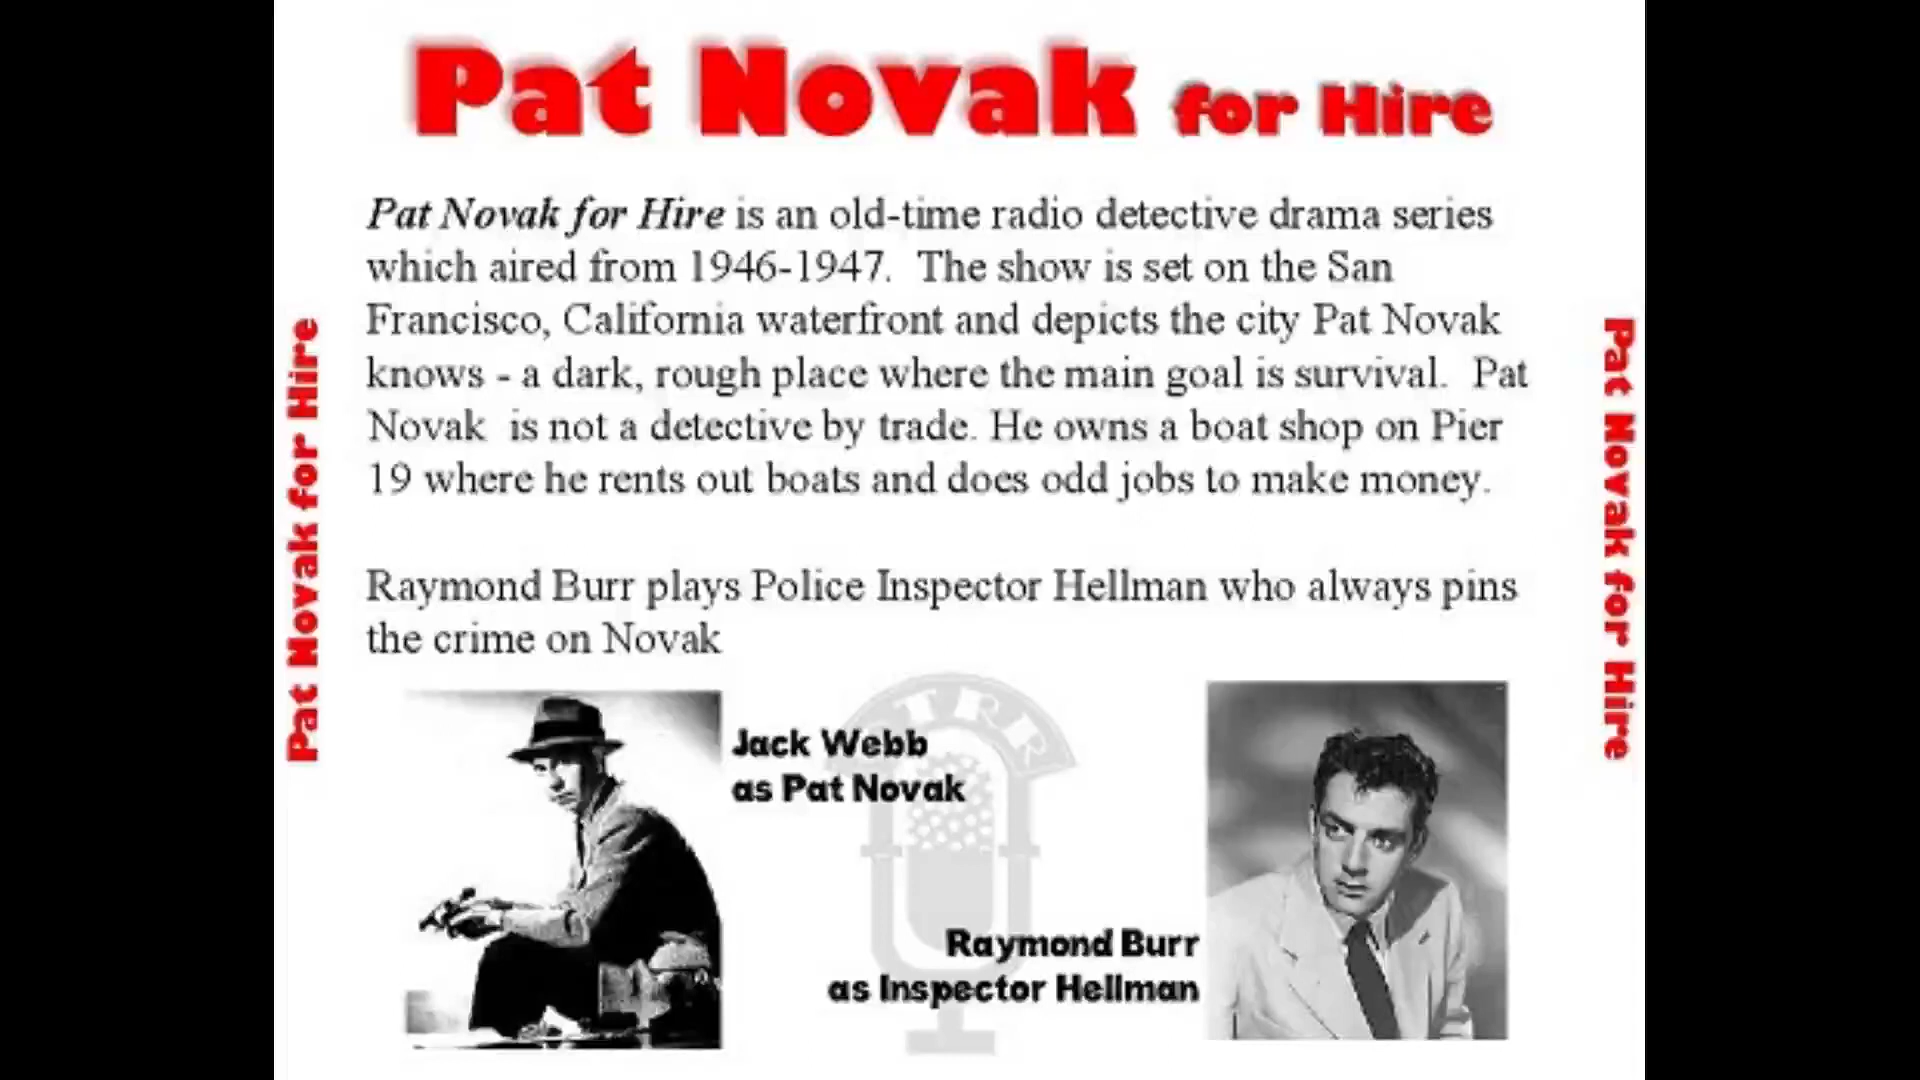 Pat Novak for Hire
Pat Novak for Hire is an old-time radio detective drama series
which aired from 1946-1947.  The show is set on the San
Francisco, California waterfront and depicts the city Pat Novak
knows - a dark, rough place where the main goal is survival.  Pat
Novak  is not a detective by trade. He owns a boat shop on Pier
19 where he rents out boats and does odd jobs to make money.
Raymond Burr plays Police Inspector Hellman who always pins
the crime on Novak
Pat Novak for Hire
Pat Novak for Hire
Jack Webb
as Pat Novak
Raymond Burr
as Inspector Hellman